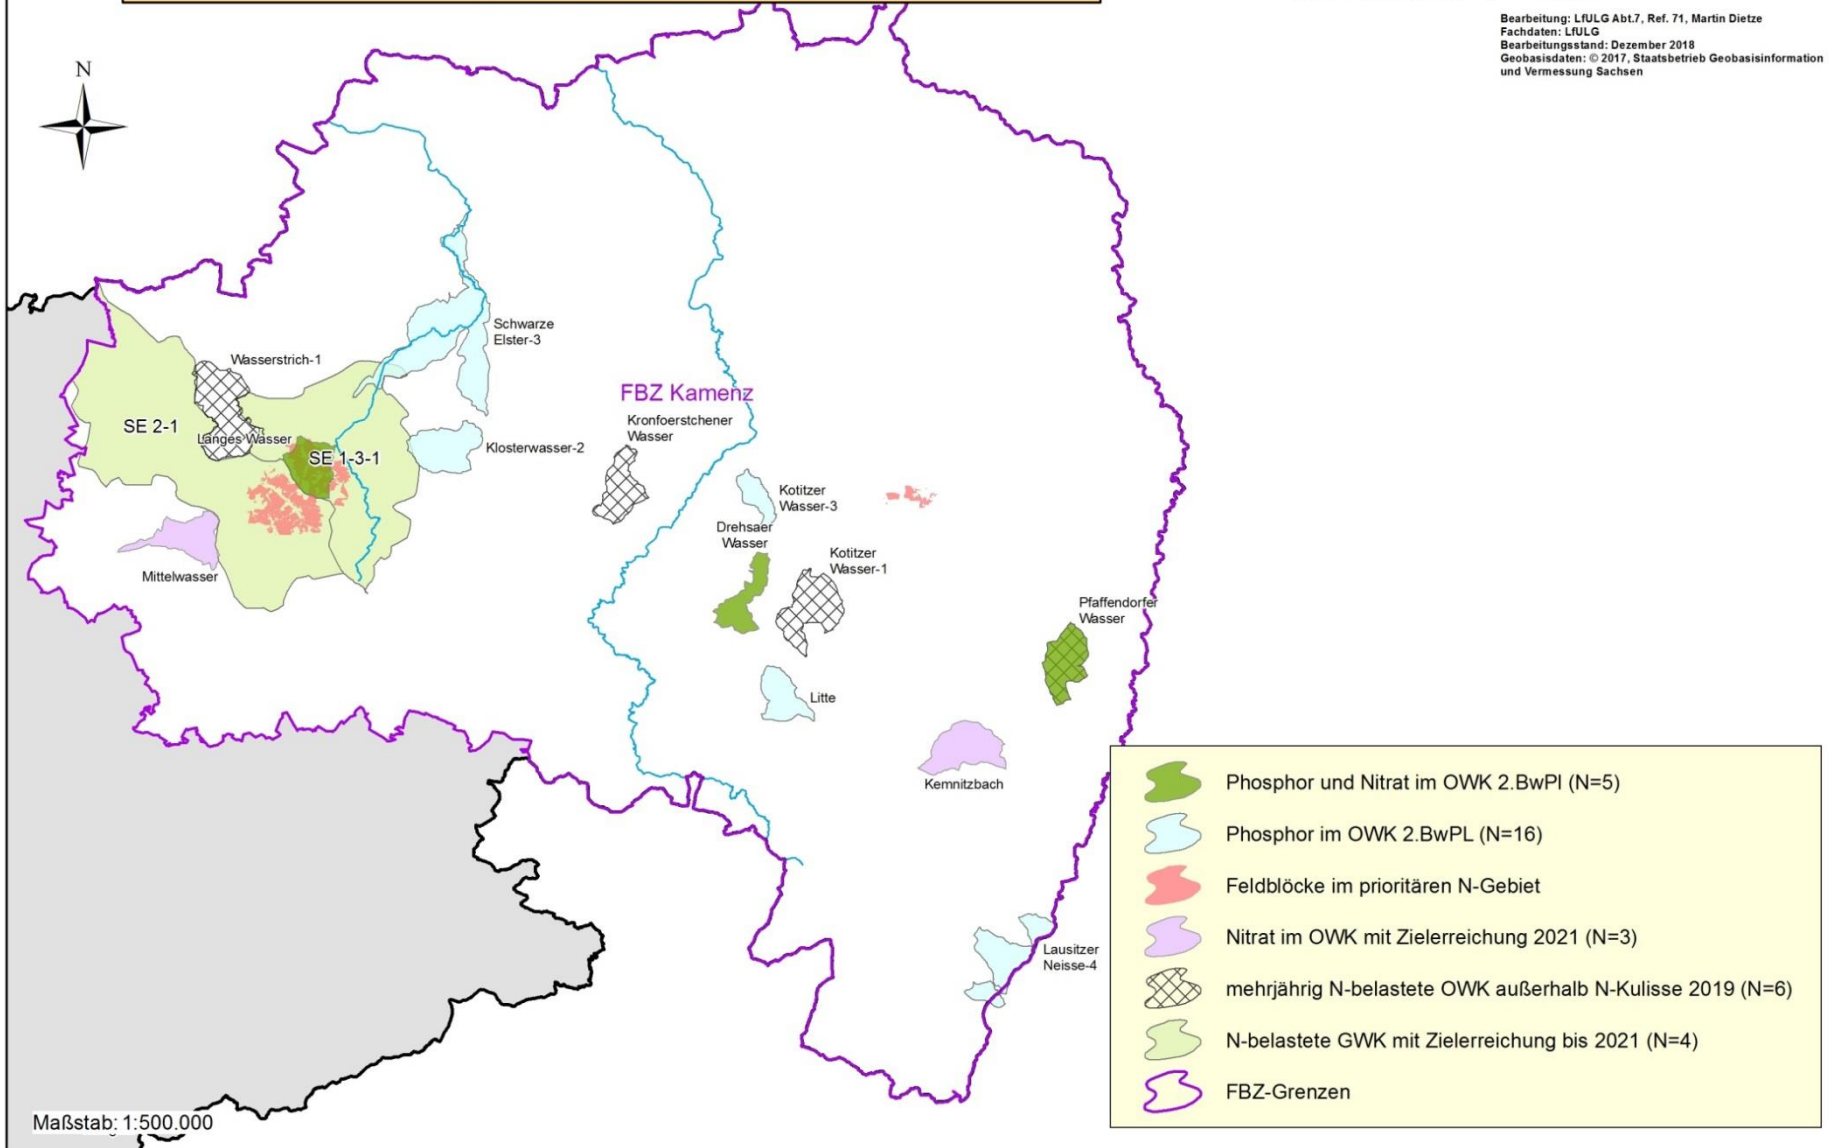 Bearbeitung: LfULG Abt.7, Ref. 71, Martin Dietze
Fachdaten: LfULG
Bearbeitungsstand: Dezember 2018
Geobasisdaten: © 2017, Staatsbetrieb Geobasisinformation
und Vermessung Sachsen
N
Schwarze
Elster-3
Wasserstrich-1
FBZ Kamenz
SE 2-1
Kronfoerstchener
Wasser
Langes Wasser
SE 1-3-1
Klosterwasser-2
Kotitzer
Wasser-3
Drehsaer
Wasser
Kotitzer
Wasser-1
Mittelwasser
Pfaffendorfer
Wasser
Litte
Kemnitzbach
Lausitzer
Neisse-4
Phosphor und Nitrat im OWK 2.BwPl (N=5)
Phosphor im OWK 2.BwPL (N=16)
Feldblöcke im prioritären N-Gebiet
Nitrat im OWK mit Zielerreichung 2021 (N=3)
mehrjährig N-belastete OWK außerhalb N-Kulisse 2019 (N=6)
N-belastete GWK mit Zielerreichung bis 2021 (N=4)
FBZ-Grenzen
Maßstab: 1:500.000